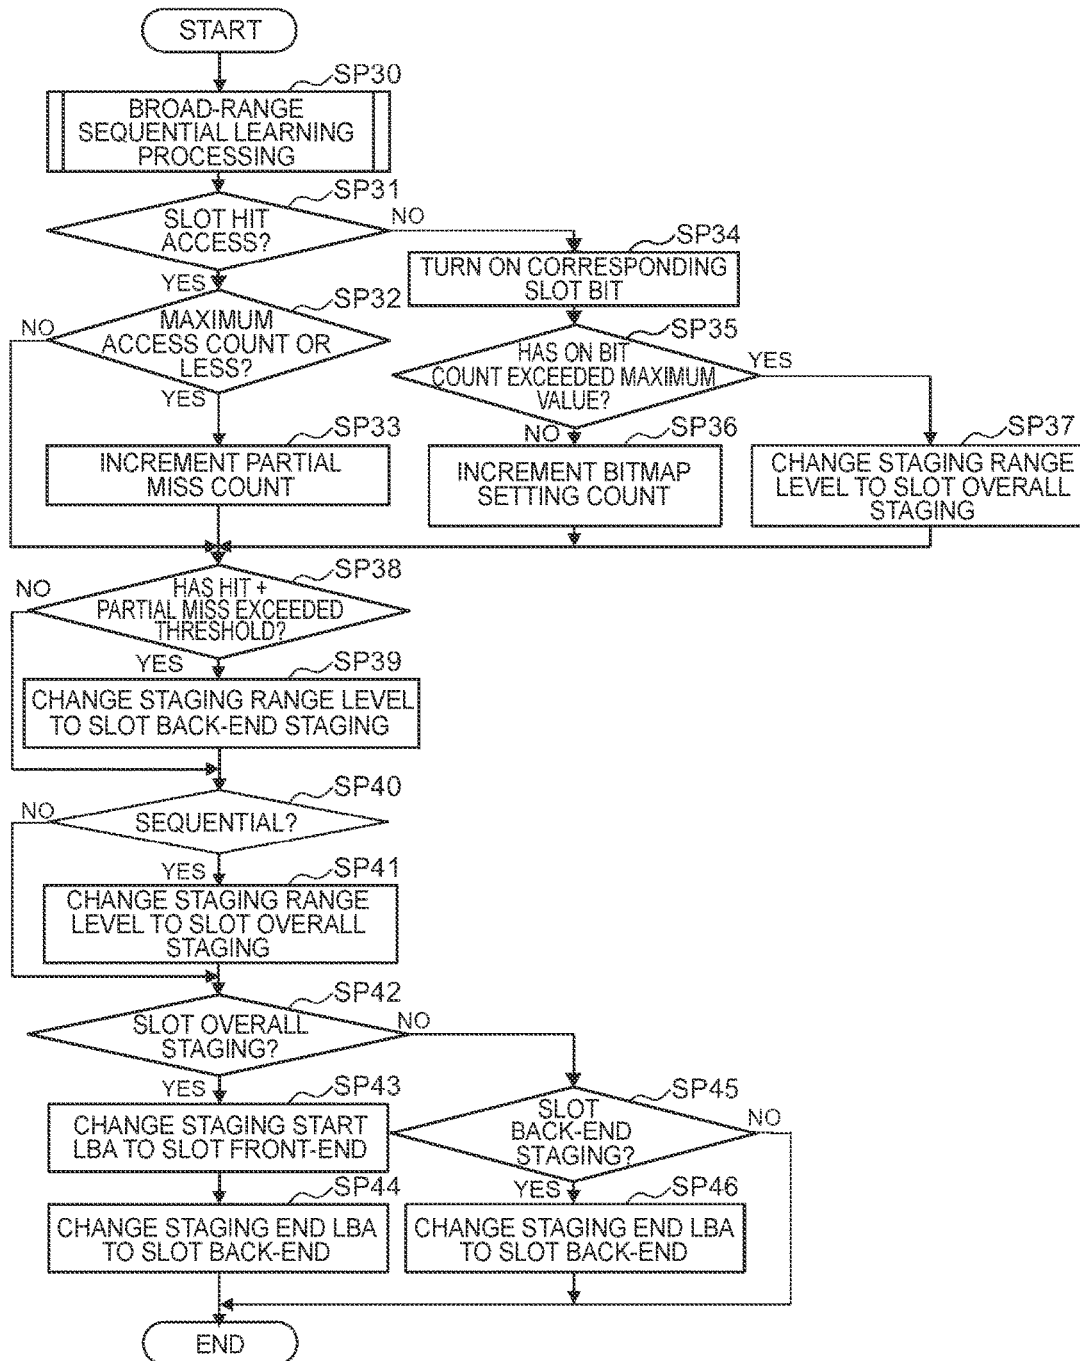 START
SP30
BROAD-RANGE
SEQUENTIAL LEARNING
PROCESSING
SP31
SLOT HIT
ACCESS?
NO
YES
SP34
TURN ON CORRESPONDING
SLOT BIT
SP32
MAXIMUM
ACCESS COUNT OR
LESS?
NO
YES
SP35
HAS ON BIT
COUNT EXCEEDED MAXIMUM
VALUE?
YES
NO
SP33
INCREMENT PARTIAL
MISS COUNT
SP36
INCREMENT BITMAP
SETTING COUNT
SP37
CHANGE STAGING RANGE
LEVEL TO SLOT OVERALL
STAGING
SP38
HAS HIT +
PARTIAL MISS EXCEEDED
THRESHOLD?
NO
YES
SP39
CHANGE STAGING RANGE LEVEL
TO SLOT BACK-END STAGING
SP40
SEQUENTIAL?
NO
YES
SP41
CHANGE STAGING RANGE
LEVEL TO SLOT OVERALL
STAGING
SP42
SLOT OVERALL
STAGING?
NO
YES
SP43
CHANGE STAGING START
LBA TO SLOT FRONT-END
SP45
SLOT
BACK-END
STAGING?
NO
YES
SP44
CHANGE STAGING END LBA
TO SLOT BACK-END
SP46
CHANGE STAGING END LBA
TO SLOT BACK-END
END